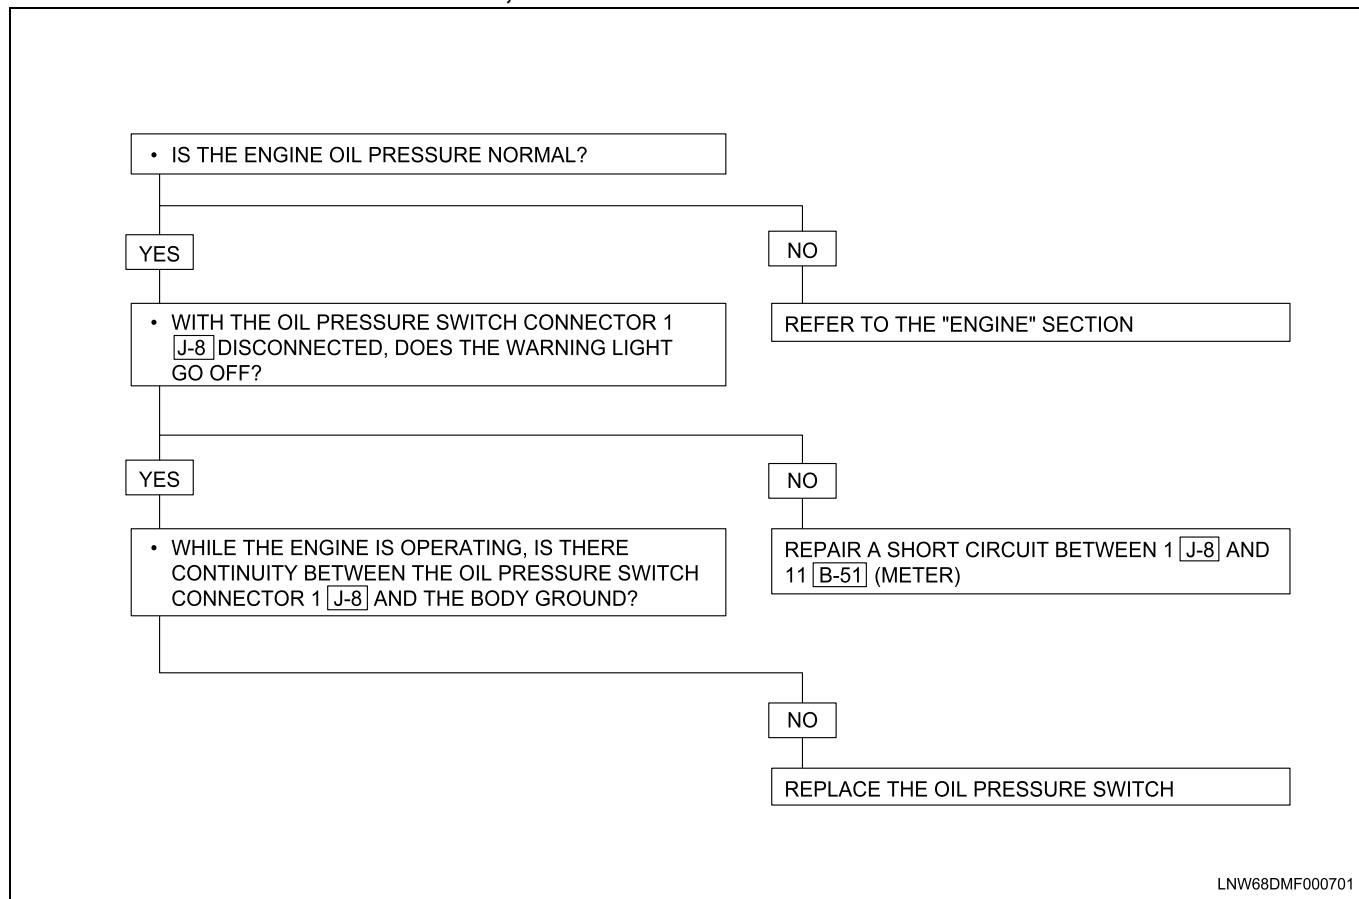 • IS THE ENGINE OIL PRESSURE NORMAL?
YES
NO
• WITH THE OIL PRESSURE SWITCH CONNECTOR 1
J-8 DISCONNECTED, DOES THE WARNING LIGHT
GO OFF?
REFER TO THE "ENGINE" SECTION
YES
NO
• WHILE THE ENGINE IS OPERATING, IS THERE
CONTINUITY BETWEEN THE OIL PRESSURE SWITCH
CONNECTOR 1 J-8 AND THE BODY GROUND?
REPAIR A SHORT CIRCUIT BETWEEN 1 J-8 AND
11 B-51 (METER)
NO
REPLACE THE OIL PRESSURE SWITCH
LNW68DMF000701